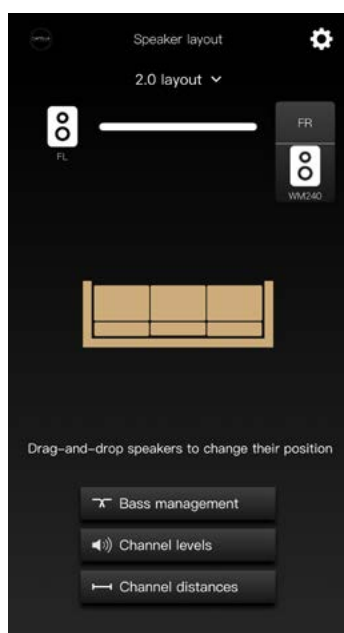 Speaker layout
2.0 layout
FL
FR
WM240
Drag-and-drop speakers to change their position
Bass management
Channel levels
Channel distances